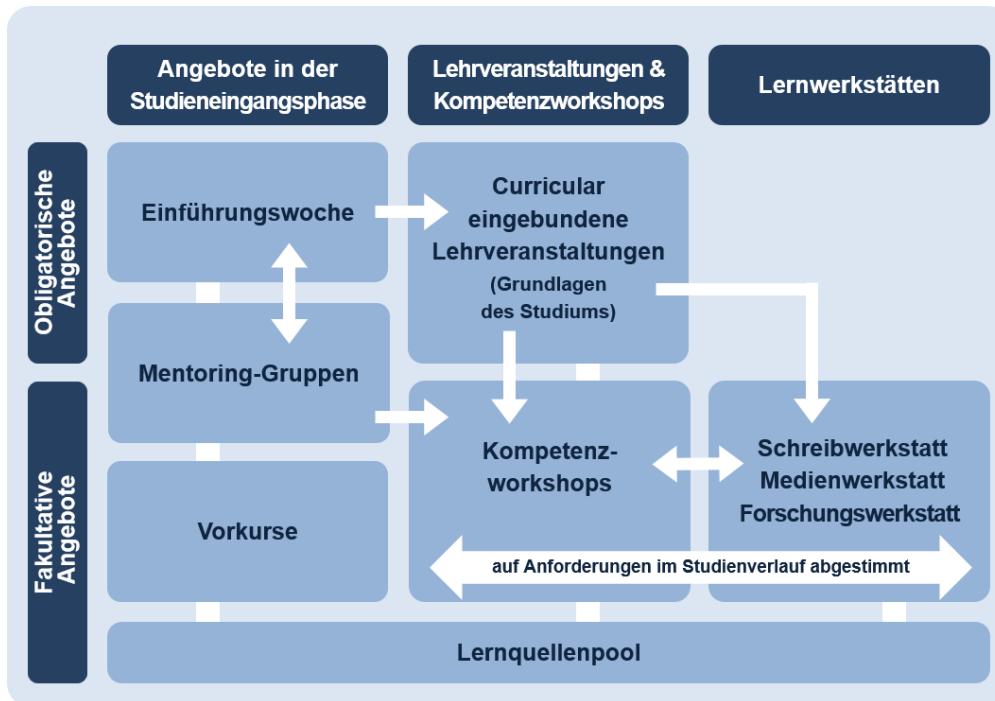 Angebote in der
Studieneingangsphase
Lehrveranstaltungen &
Kompetenzworkshops
Lernwerkstätten
Obligatorische
Angebote
Einführungswoche
Curricular
eingebundene
Lehrveranstaltungen
(Grundlagen
des Studiums)
Mentoring-Gruppen
Fakultative
Angebote
Vorkurse
Kompetenz-
workshops
Schreibwerkstatt
Medienwerkstatt
Forschungswerkstatt
auf Anforderungen im Studienverlauf abgestimmt
Lernquellenpool